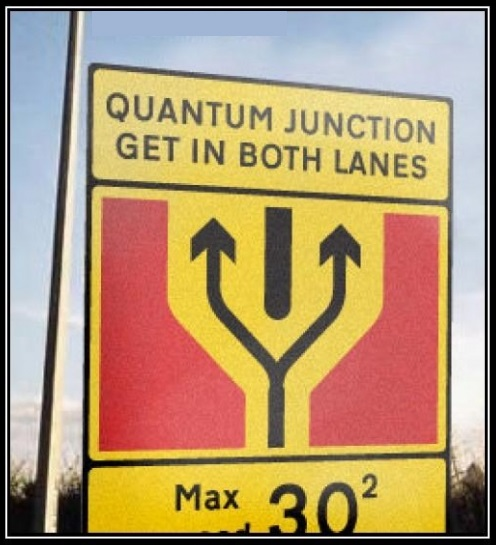 QUANTUM JUNCTION
GET IN BOTH LANES
Max 30²